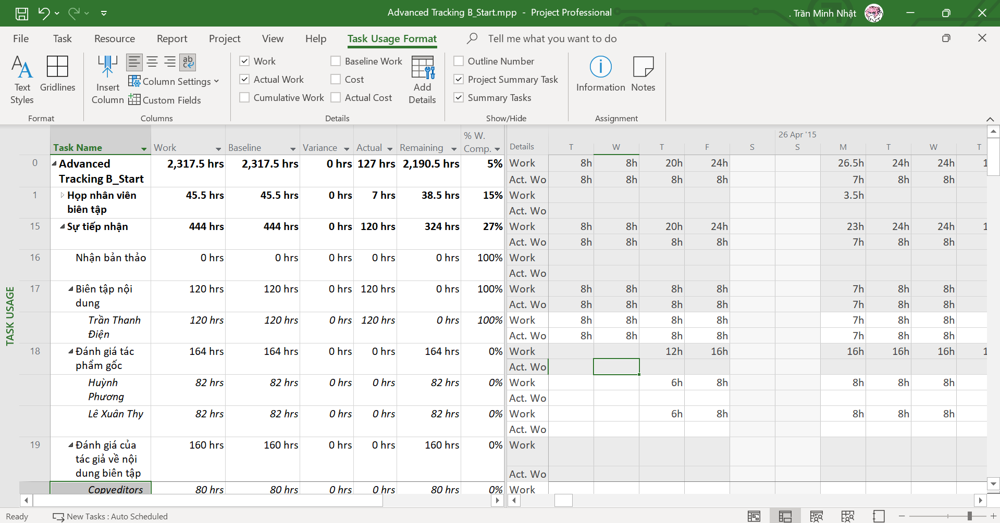 Advanced Tracking B_Start.mpp - Project Professional
. Trần Minh Nhật
File Task Resource Report Project View Help Task Usage Format Tell me what you want to do
Text Styles
Gridlines
Format
Insert Column
Column Settings
Custom Fields
Columns
Work
Actual Work
Cumulative Work
Baseline Work
Cost
Actual Cost
Add Details
Details
Outline Number
Project Summary Task
Summary Tasks
Show/Hide
Information
Notes
Assignment
TASK USAGE
Task Name Work Baseline Variance Actual Remaining % W. Comp. Details T W T F S S M T W T
26 Apr '15
0 Advanced Tracking B_Start 2,317.5 hrs 2,317.5 hrs 0 hrs 127 hrs 2,190.5 hrs 5% Work 8h 8h 20h 24h 26.5h 24h 24h 1
Act. Wo 8h 8h 8h 8h 7h 8h 8h
1 Họp nhân viên biên tập 45.5 hrs 45.5 hrs 0 hrs 7 hrs 38.5 hrs 15% Work 3.5h
Act. Wo
15 Sự tiếp nhận 444 hrs 444 hrs 0 hrs 120 hrs 324 hrs 27% Work 8h 8h 20h 24h 23h 24h 24h 1
Act. Wo 8h 8h 8h 8h 7h 8h 8h
16 Nhận bản thảo 0 hrs 0 hrs 0 hrs 0 hrs 0 hrs 100% Work
Act. Wo
17 Biên tập nội dung 120 hrs 120 hrs 0 hrs 120 hrs 0 hrs 100% Work 8h 8h 8h 8h 7h 8h 8h
Act. Wo 8h 8h 8h 8h 7h 8h 8h
Trần Thanh Điện 120 hrs 120 hrs 0 hrs 120 hrs 0 hrs 100% Work 8h 8h 8h 8h 7h 8h 8h
Act. Wo 8h 8h 8h 8h 7h 8h 8h
18 Đánh giá tác phẩm gốc 164 hrs 164 hrs 0 hrs 0 hrs 164 hrs 0% Work 12h 16h 16h 16h 16h 1
Act. Wo
Huỳnh Phương 82 hrs 82 hrs 0 hrs 0 hrs 82 hrs 0% Work 6h 8h 8h 8h 8h
Act. Wo
Lê Xuân Thy 82 hrs 82 hrs 0 hrs 0 hrs 82 hrs 0% Work 6h 8h 8h 8h 8h
Act. Wo
19 Đánh giá của tác giả về nội dung biên tập 160 hrs 160 hrs 0 hrs 0 hrs 160 hrs 0% Work
Act. Wo
Copyeditors 80 hrs 80 hrs 0 hrs 0 hrs 80 hrs 0% Work
Ready New Tasks : Auto Scheduled